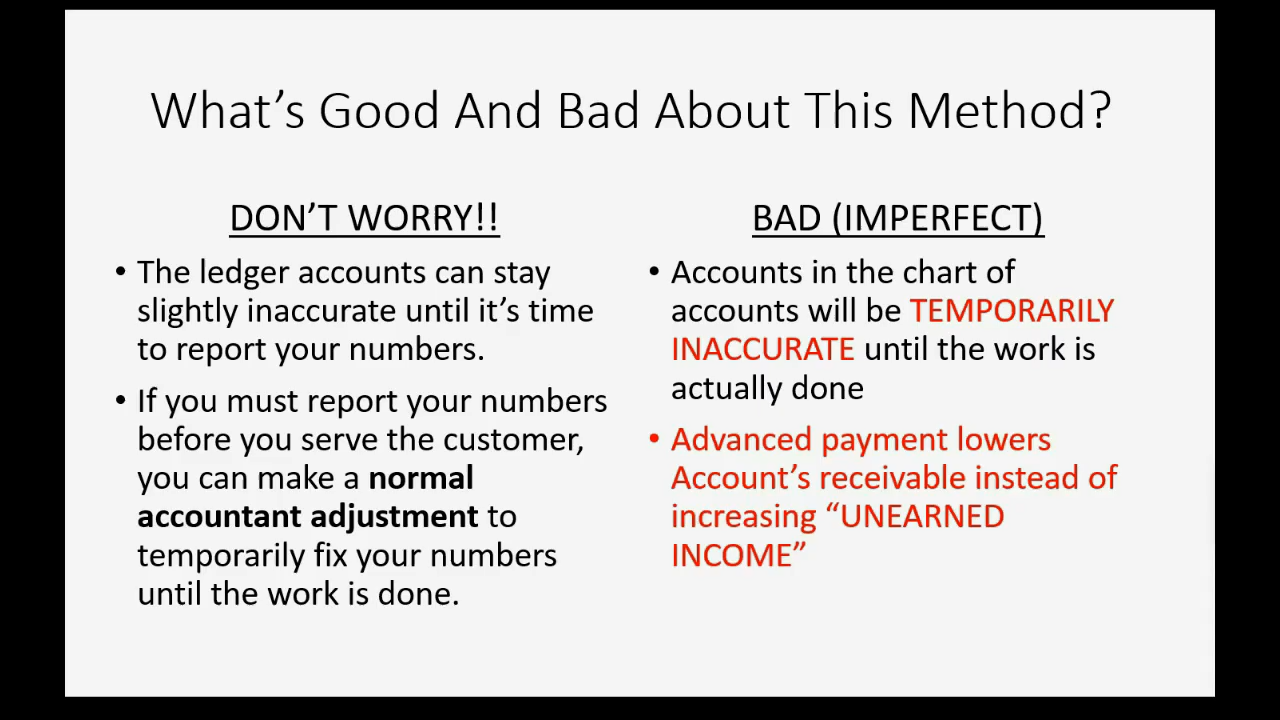 What’s Good And Bad About This Method?
DON’T WORRY!!
• The ledger accounts can stay
slightly inaccurate until it’s time
to report your numbers.
• If you must report your numbers
before you serve the customer,
you can make a normal
accountant adjustment to
temporarily fix your numbers
until the work is done.
BAD (IMPERFECT)
• Accounts in the chart of
accounts will be TEMPORARILY
INACCURATE until the work is
actually done
• Advanced payment lowers
Account’s receivable instead of
increasing “UNEARNED
INCOME”